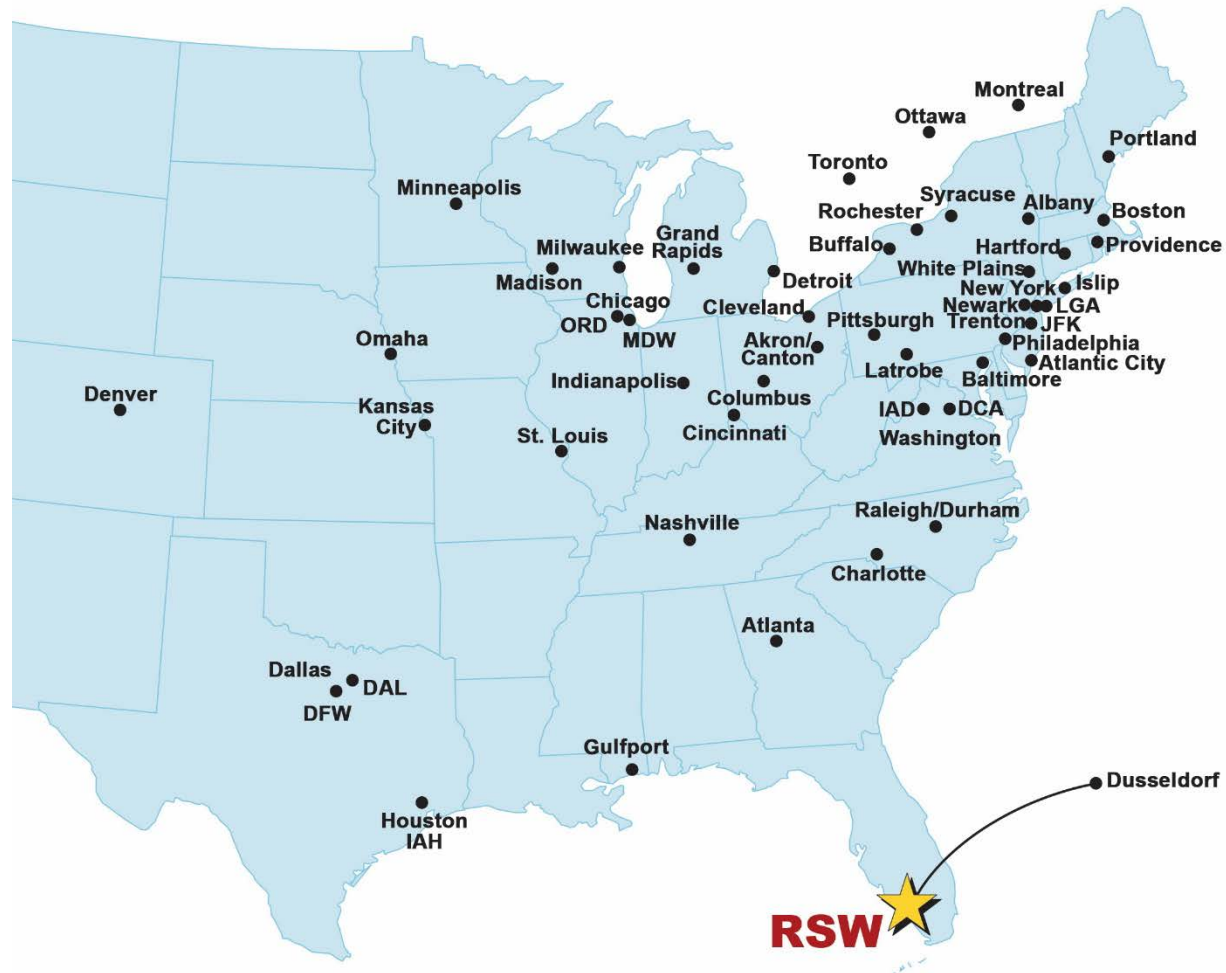 Montreal
Ottawa
Portland
Toronto
Minneapolis
Syracuse
Albany
Rochester
Boston
Buffalo
Grand
Rapids
Milwaukee
Hartford
Providence
Madison
Detroit
White Plains
Islip
New York
Chicago
Cleveland
Newark
LGA
ORD
MDW
Pittsburgh
Trenton
JFK
Omaha
Akron/
Canton
Philadelphia
Latrobe
Atlantic City
Baltimore
Indianapolis
Denver
Columbus
Kansas
City
IAD
DCA
Cincinnati
St. Louis
Washington
Nashville
Raleigh/Durham
Charlotte
Atlanta
Dallas
DAL
DFW
Gulfport
Dusseldorf
Houston
IAH
RSW